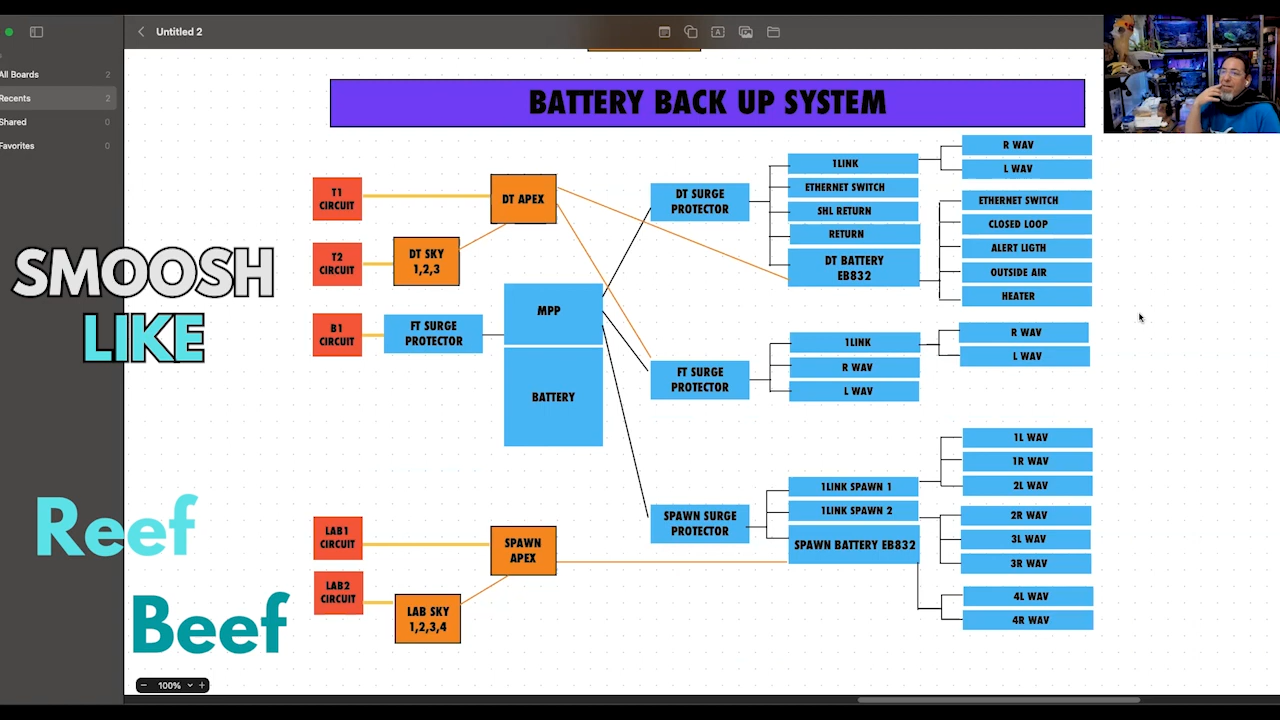 Untitled 2
All Boards
2
Recents
2
Shared
0
Favorites
0
BATTERY BACK UP SYSTEM
T1
CIRCUIT
T2
CIRCUIT
B1
CIRCUIT
DT APEX
DT SKY
1,2,3
FT SURGE
PROTECTOR
MPP
BATTERY
DT SURGE
PROTECTOR
1LINK
ETHERNET SWITCH
SHL RETURN
RETURN
DT BATTERY
EB832
R WAV
L WAV
ETHERNET SWITCH
CLOSED LOOP
ALERT LIGTH
OUTSIDE AIR
HEATER
FT SURGE
PROTECTOR
1LINK
R WAV
L WAV
R WAV
L WAV
LAB1
CIRCUIT
LAB2
CIRCUIT
SPAWN
APEX
LAB SKY
1,2,3,4
SPAWN SURGE
PROTECTOR
1LINK SPAWN 1
1LINK SPAWN 2
SPAWN BATTERY EB832
1L WAV
1R WAV
2L WAV
2R WAV
3L WAV
3R WAV
4L WAV
4R WAV
SMOOSH
LIKE
Reef
Beef
100%